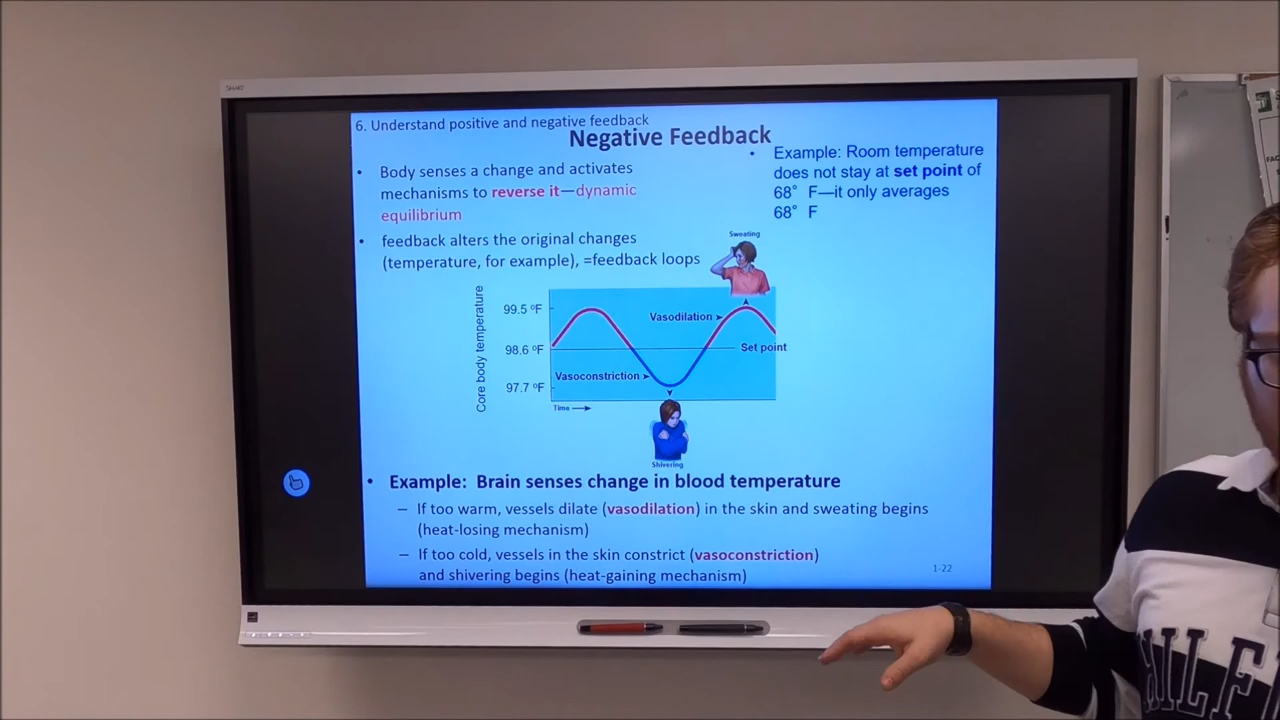 SMART
6. Understand positive and negative feedback
Negative Feedback
• Body senses a change and activates
mechanisms to reverse it—dynamic
equilibrium
• feedback alters the original changes
(temperature, for example), =feedback loops
• Example: Room temperature
does not stay at set point of
68° F—it only averages
68° F
Sweating
Core body temperature
99.5 ºF
98.6 ºF
97.7 ºF
Vasodilation
Set point
Vasoconstriction
Time
Shivering
• Example: Brain senses change in blood temperature
– If too warm, vessels dilate (vasodilation) in the skin and sweating begins
(heat-losing mechanism)
– If too cold, vessels in the skin constrict (vasoconstriction)
and shivering begins (heat-gaining mechanism)
1-22
HILF